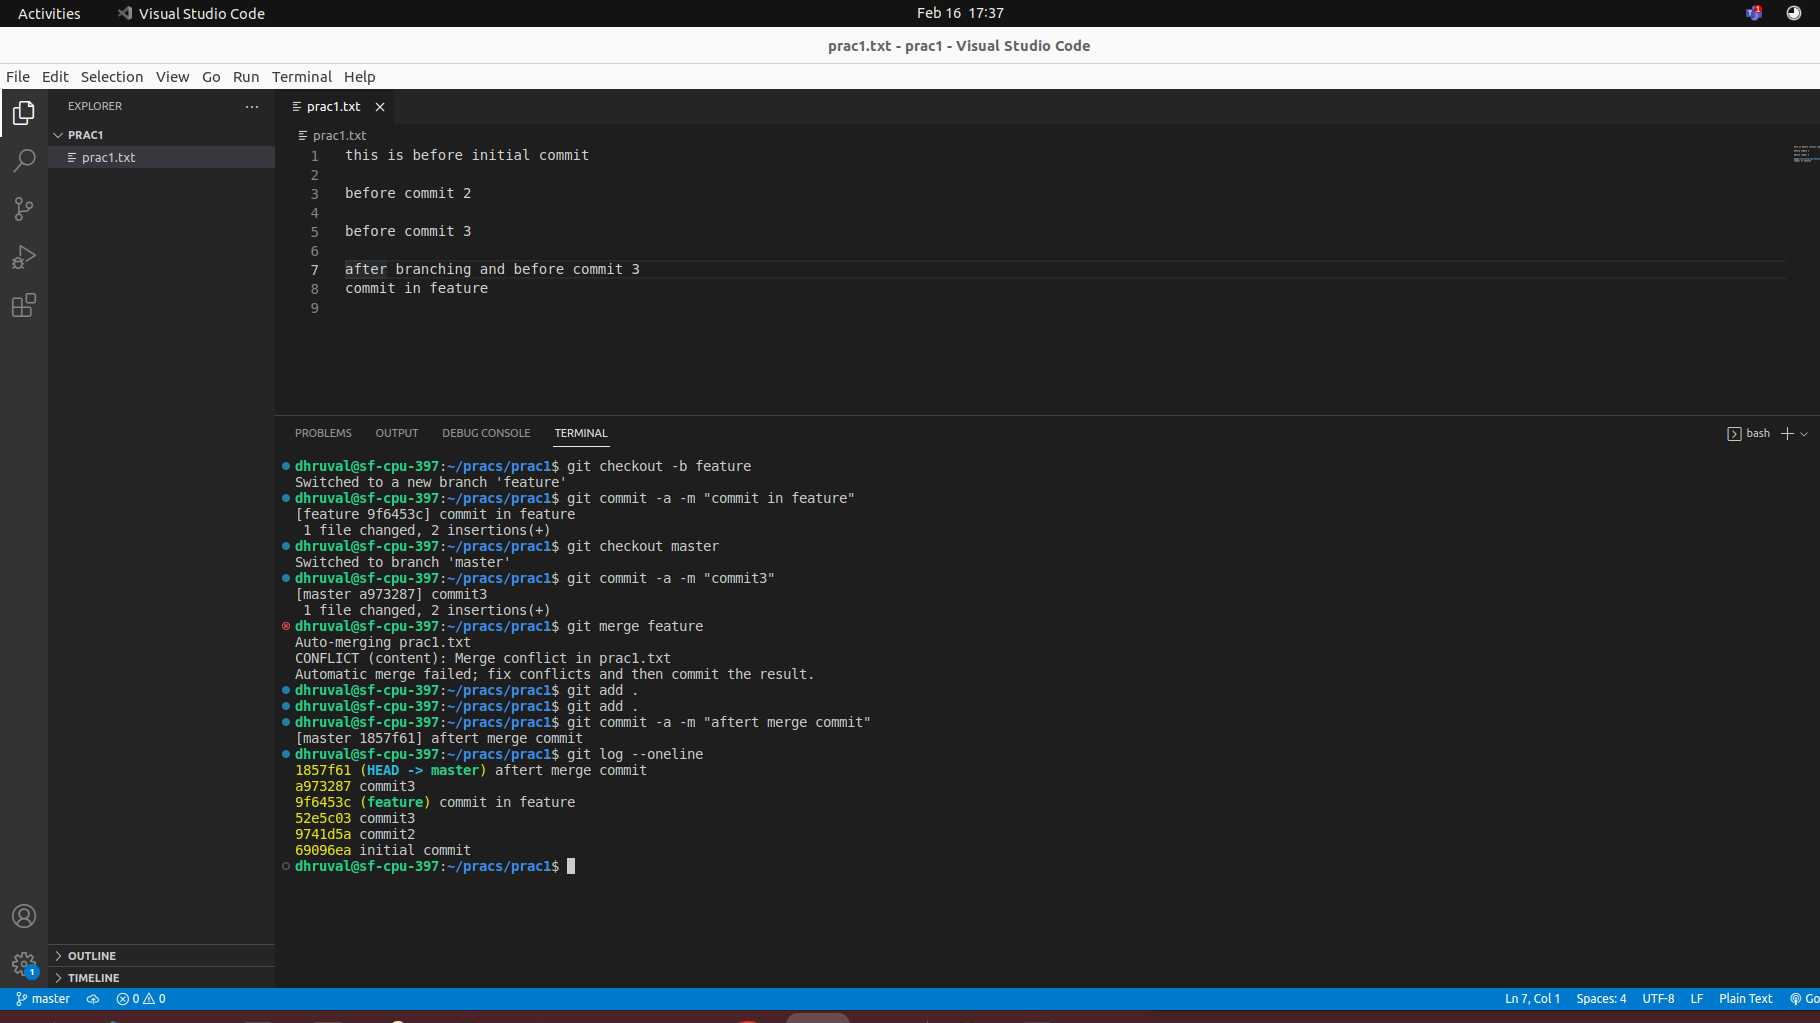 Activities
Visual Studio Code
Feb 16 17:37
1
prac1.txt - prac1 - Visual Studio Code
File Edit Selection View Go Run Terminal Help
EXPLORER
PRAC1
prac1.txt
prac1.txt
prac1.txt
1 this is before initial commit
2
3 before commit 2
4
5 before commit 3
6
7 after branching and before commit 3
8 commit in feature
9
PROBLEMS OUTPUT DEBUG CONSOLE TERMINAL
bash
dhruval@sf-cpu-397:~/pracs/prac1$ git checkout -b feature
Switched to a new branch 'feature'
dhruval@sf-cpu-397:~/pracs/prac1$ git commit -a -m "commit in feature"
[feature 9f6453c] commit in feature
1 file changed, 2 insertions(+)
dhruval@sf-cpu-397:~/pracs/prac1$ git checkout master
Switched to branch 'master'
dhruval@sf-cpu-397:~/pracs/prac1$ git commit -a -m "commit3"
[master a973287] commit3
1 file changed, 2 insertions(+)
dhruval@sf-cpu-397:~/pracs/prac1$ git merge feature
Auto-merging prac1.txt
CONFLICT (content): Merge conflict in prac1.txt
Automatic merge failed; fix conflicts and then commit the result.
dhruval@sf-cpu-397:~/pracs/prac1$ git add .
dhruval@sf-cpu-397:~/pracs/prac1$ git add .
dhruval@sf-cpu-397:~/pracs/prac1$ git commit -a -m "aftert merge commit"
[master 1857f61] aftert merge commit
dhruval@sf-cpu-397:~/pracs/prac1$ git log --oneline
1857f61 (HEAD -> master) aftert merge commit
a973287 commit3
9f6453c (feature) commit in feature
52e5c03 commit3
9741d5a commit2
69096ea initial commit
dhruval@sf-cpu-397:~/pracs/prac1$
OUTLINE
1
TIMELINE
master
0 0
Ln 7, Col 1 Spaces: 4 UTF-8 LF Plain Text Go